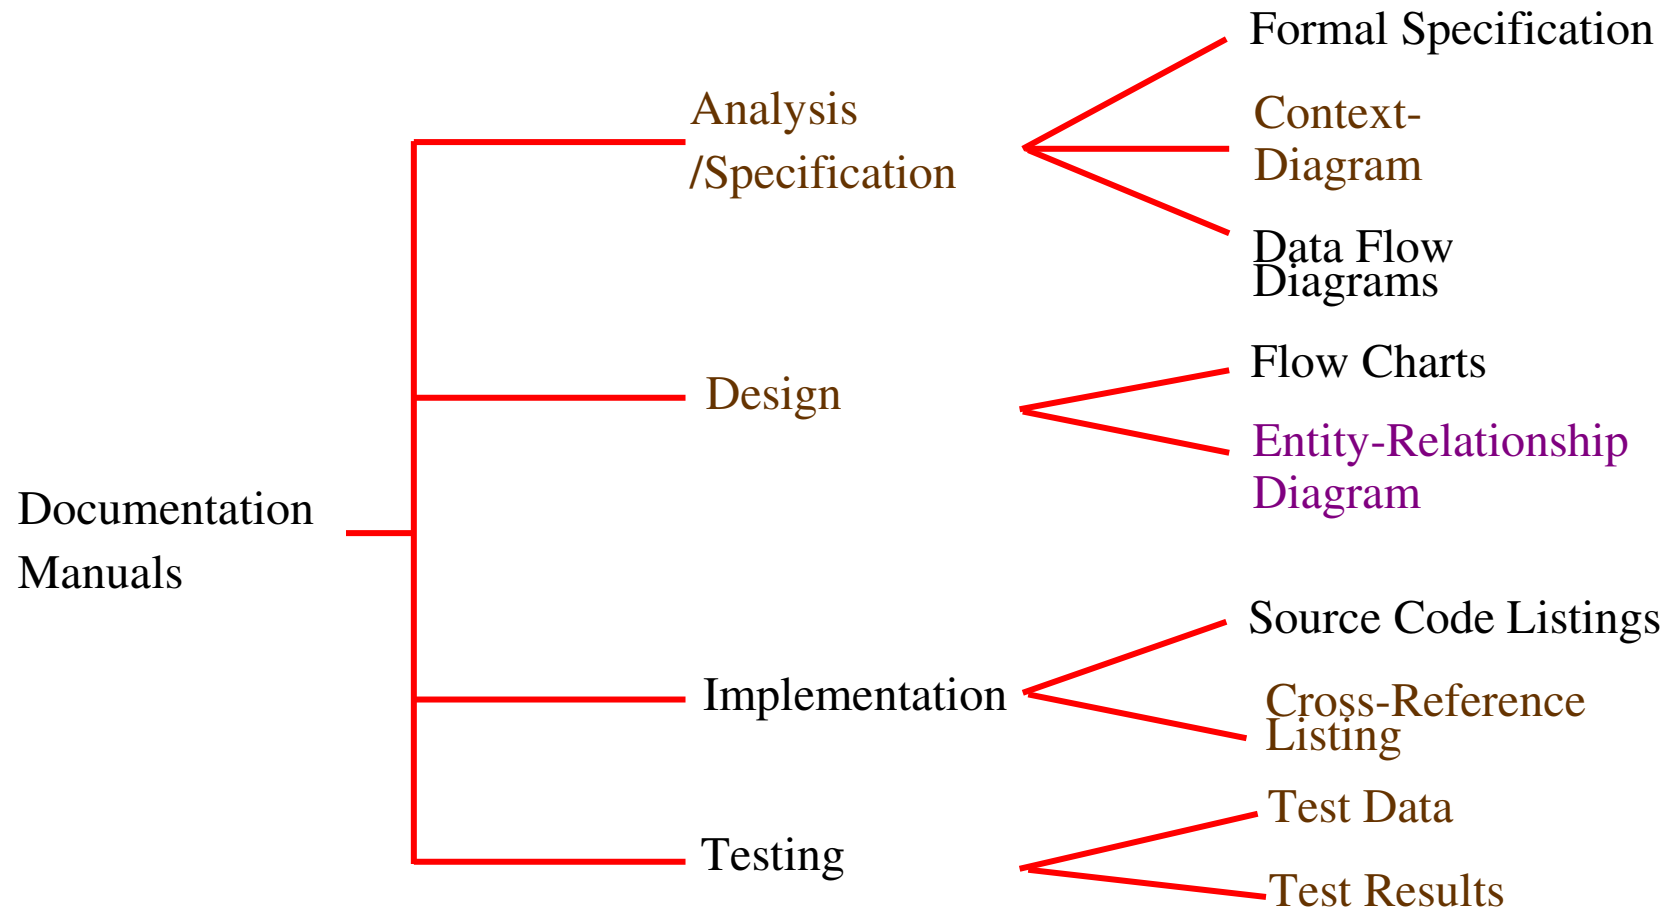 Formal Specification
Analysis
/Specification
Context-
Diagram
Data Flow
Diagrams
Design
Flow Charts
Entity-Relationship
Diagram
Documentation
Manuals
Implementation
Source Code Listings
Cross-Reference
Listing
Testing
Test Data
Test Results